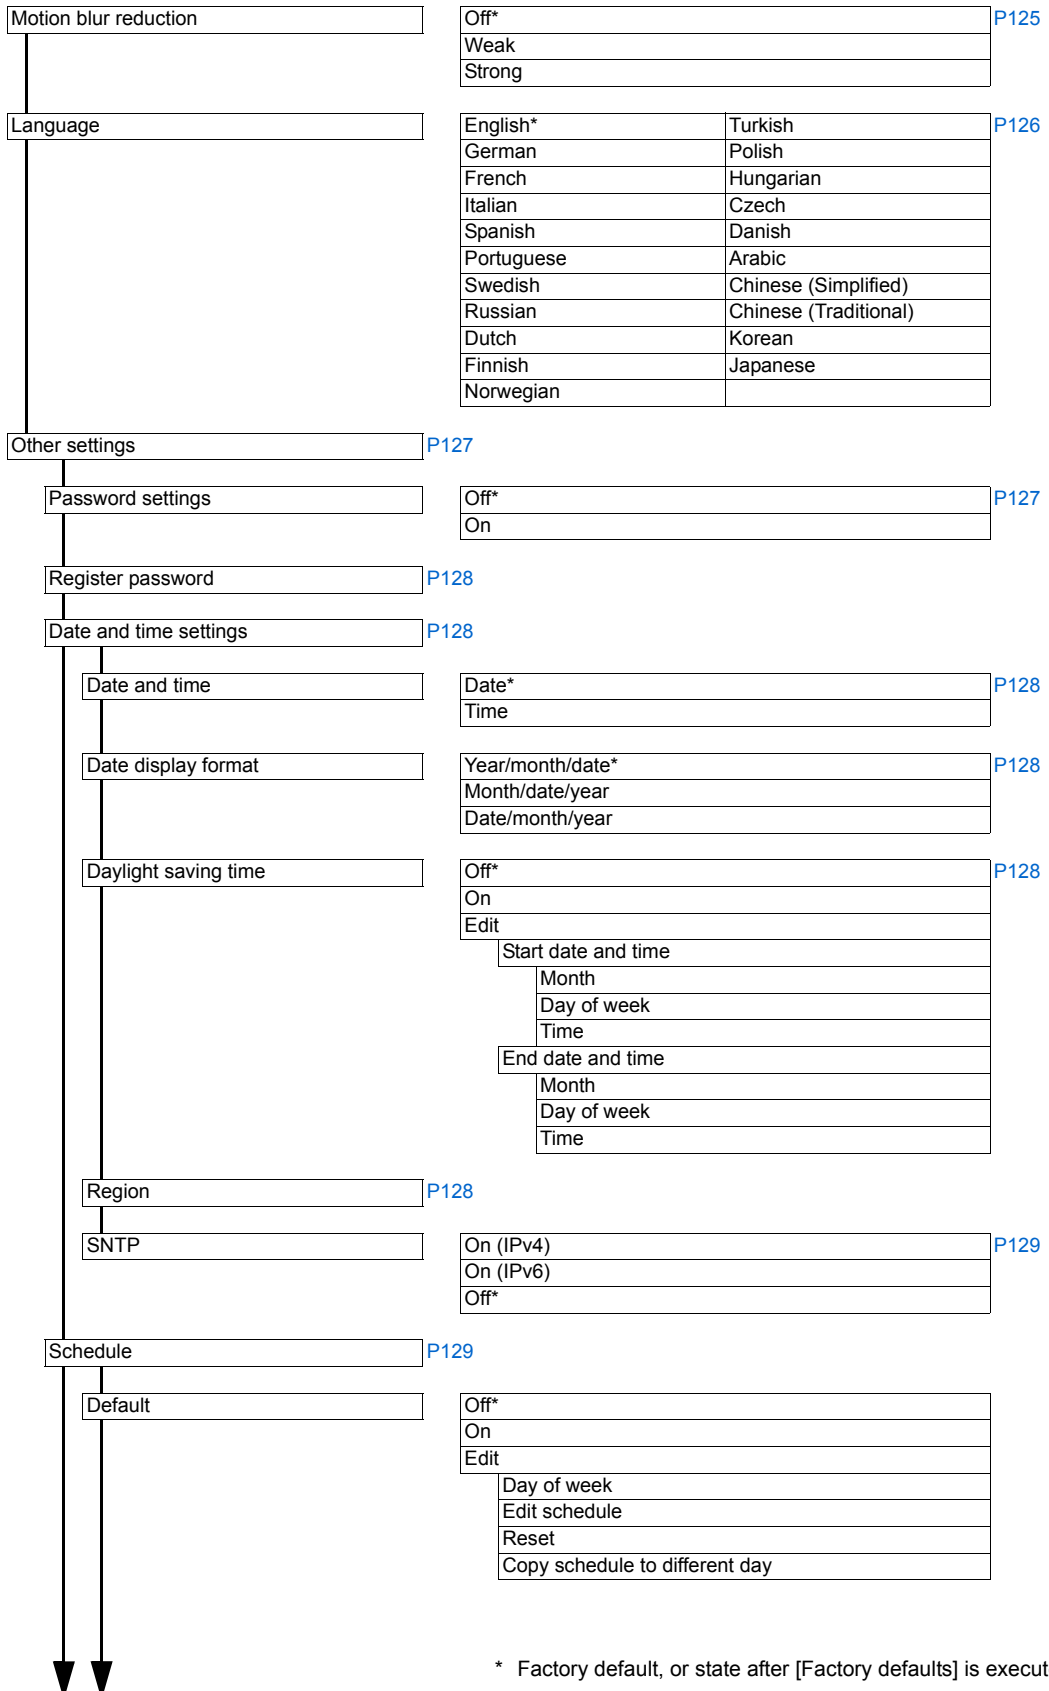 Motion blur reduction Off* P125
Weak
Strong
Language English* Turkish P126
German Polish
French Hungarian
Italian Czech
Spanish Danish
Portuguese Arabic
Swedish Chinese (Simplified)
Russian Chinese (Traditional)
Dutch Korean
Finnish Japanese
Norwegian
Other settings P127
Password settings Off* P127
On
Register password P128
Date and time settings P128
Date and time Date* P128
Time
Date display format Year/month/date* P128
Month/date/year
Date/month/year
Daylight saving time Off* P128
On
Edit
Start date and time
Month
Day of week
Time
End date and time
Month
Day of week
Time
Region P128
SNTP On (IPv4) P129
On (IPv6)
Off*
Schedule P129
Default Off*
On
Edit
Day of week
Edit schedule
Reset
Copy schedule to different day
* Factory default, or state after [Factory defaults] is execut